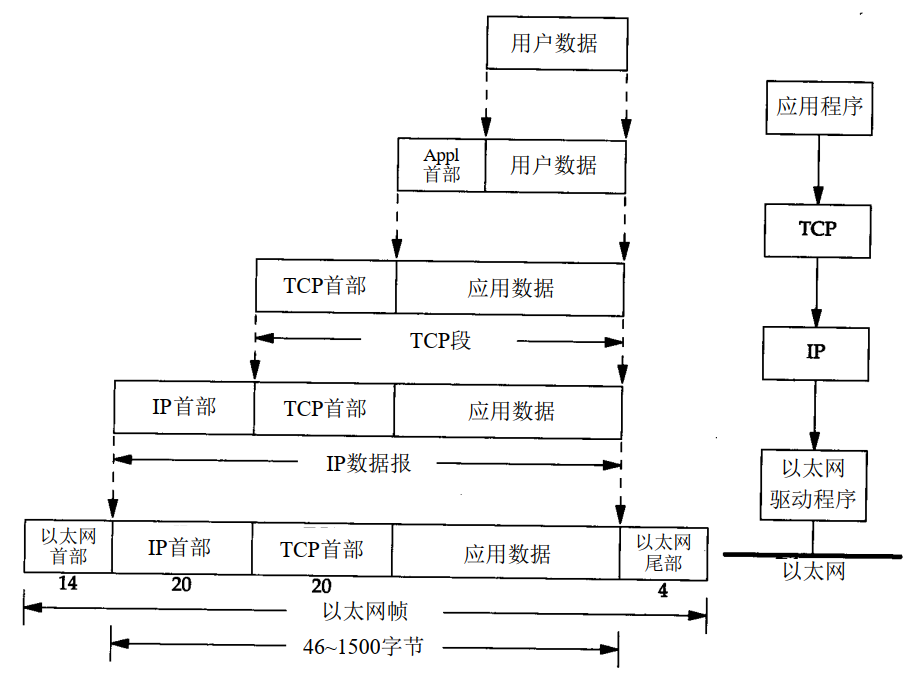 用户数据
应用程序
Appl
首部
用户数据
TCP
TCP首部
应用数据
TCP段
IP
IP首部
TCP首部
应用数据
IP数据报
以太网
驱动程序
以太网
首部
IP首部
TCP首部
应用数据
以太网
尾部
14
20
20
4
以太网
以太网帧
46~1500字节